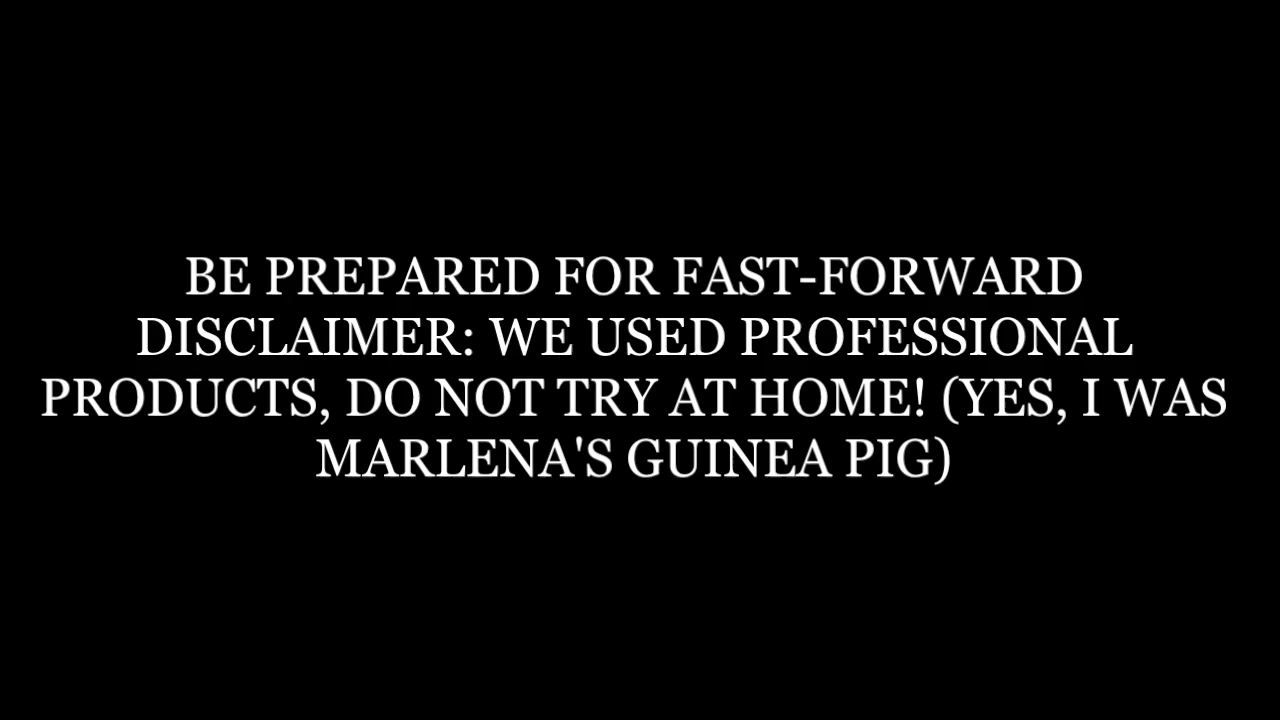 BE PREPARED FOR FAST-FORWARD
DISCLAIMER: WE USED PROFESSIONAL
PRODUCTS, DO NOT TRY AT HOME! (YES, I WAS
MARLENA'S GUINEA PIG)